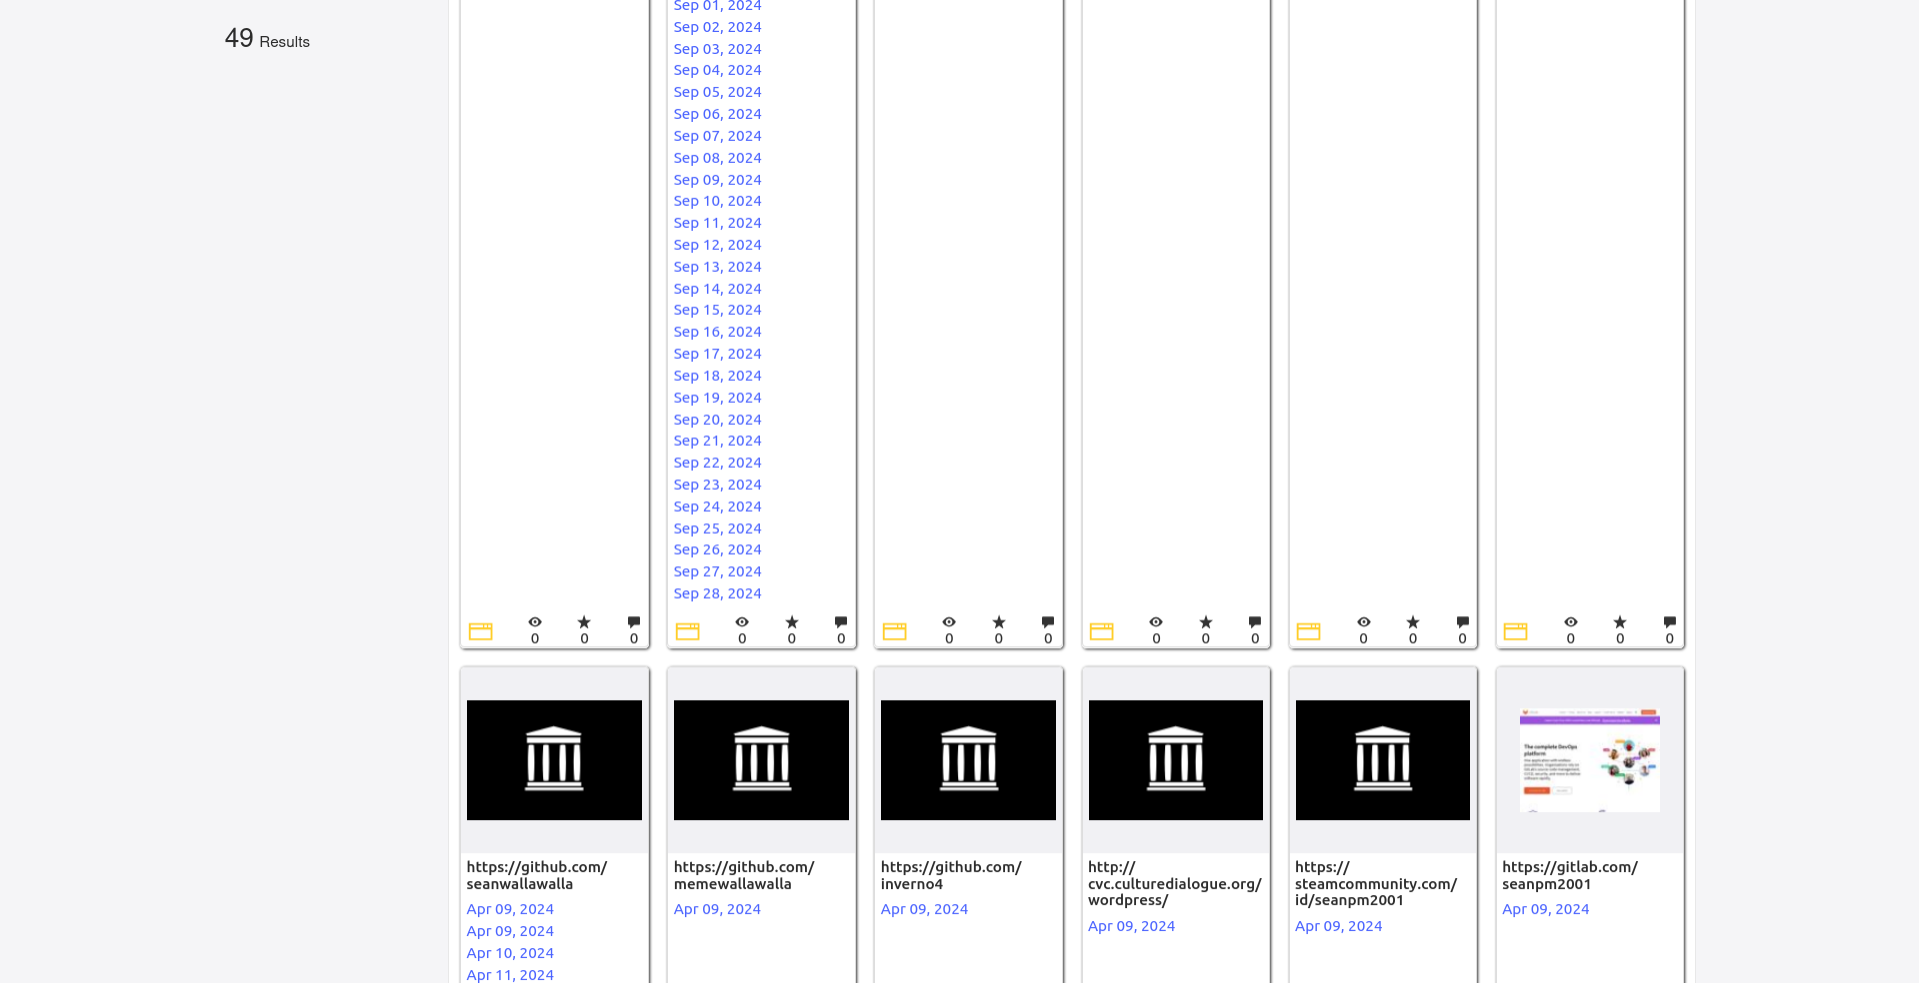 49 Results
Sep 01, 2024
Sep 02, 2024
Sep 03, 2024
Sep 04, 2024
Sep 05, 2024
Sep 06, 2024
Sep 07, 2024
Sep 08, 2024
Sep 09, 2024
Sep 10, 2024
Sep 11, 2024
Sep 12, 2024
Sep 13, 2024
Sep 14, 2024
Sep 15, 2024
Sep 16, 2024
Sep 17, 2024
Sep 18, 2024
Sep 19, 2024
Sep 20, 2024
Sep 21, 2024
Sep 22, 2024
Sep 23, 2024
Sep 24, 2024
Sep 25, 2024
Sep 26, 2024
Sep 27, 2024
Sep 28, 2024
0 0 0
0 0 0
0 0 0
0 0 0
0 0 0
0 0 0
https://github.com/
seanwallawalla
Apr 09, 2024
Apr 09, 2024
Apr 10, 2024
Apr 11, 2024
https://github.com/
memewallawalla
Apr 09, 2024
https://github.com/
inverno4
Apr 09, 2024
http://
cvc.culturedialogue.org/
wordpress/
Apr 09, 2024
https://
steamcommunity.com/
id/seanpm2001
Apr 09, 2024
The complete DevOps
platform
https://gitlab.com/
seanpm2001
Apr 09, 2024